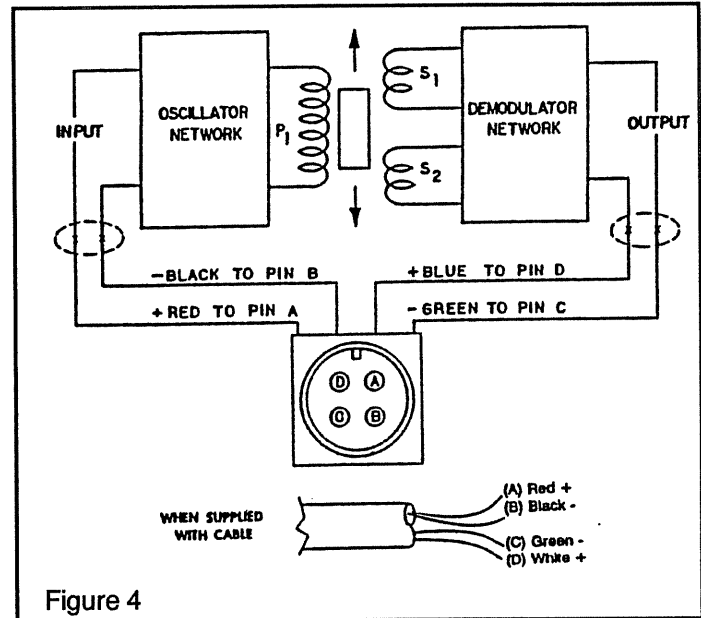 OSCILLATOR
NETWORK
INPUT
P1
S1
S2
DEMODULATOR
NETWORK
OUTPUT
-BLACK TO PIN B
+BLUE TO PIN D
+RED TO PIN A
-GREEN TO PIN C
D A
C B
WHEN SUPPLIED
WITH CABLE
(A) Red +
(B) Black -
(C) Green -
(D) White +
Figure 4